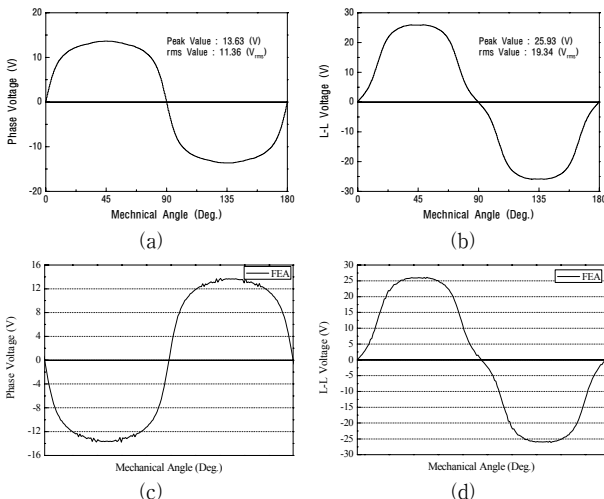 Peak Value : 13.63 (V)
rms Value : 11.36 (Vrms)
Phase Voltage (V)
20
10
0
-10
-20
0
45
90
135
180
Mechnical Angle (Deg.)
(a)
Peak Value : 25.93 (V)
rms Value : 19.34 (Vrms)
L-L Voltage (V)
30
20
10
0
-10
-20
-30
0
45
90
135
180
Mechnical Angle (Deg.)
(b)
FEA
Phase Voltage (V)
16
12
8
4
0
-4
-8
-12
-16
Mechanical Angle (Deg.)
(c)
FEA
L-L Voltage (V)
30
25
20
15
10
5
0
-5
-10
-15
-20
-25
-30
Mechanical Angle (Deg.)
(d)